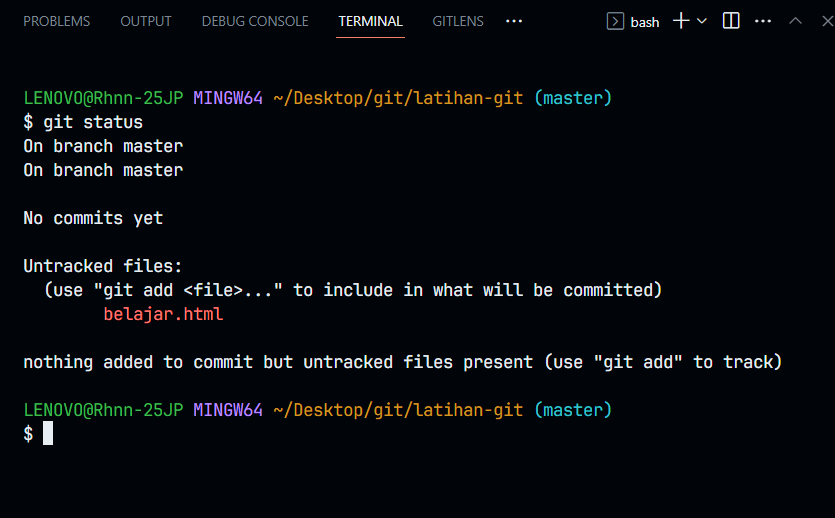 PROBLEMS OUTPUT DEBUG CONSOLE TERMINAL GITLENS ··· bash ···
LENOVO@Rhnn-25JP MINGW64 ~/Desktop/git/latihan-git (master)
$ git status
On branch master
On branch master
No commits yet
Untracked files:
(use "git add <file>..." to include in what will be committed)
belajar.html
nothing added to commit but untracked files present (use "git add" to track)
LENOVO@Rhnn-25JP MINGW64 ~/Desktop/git/latihan-git (master)
$